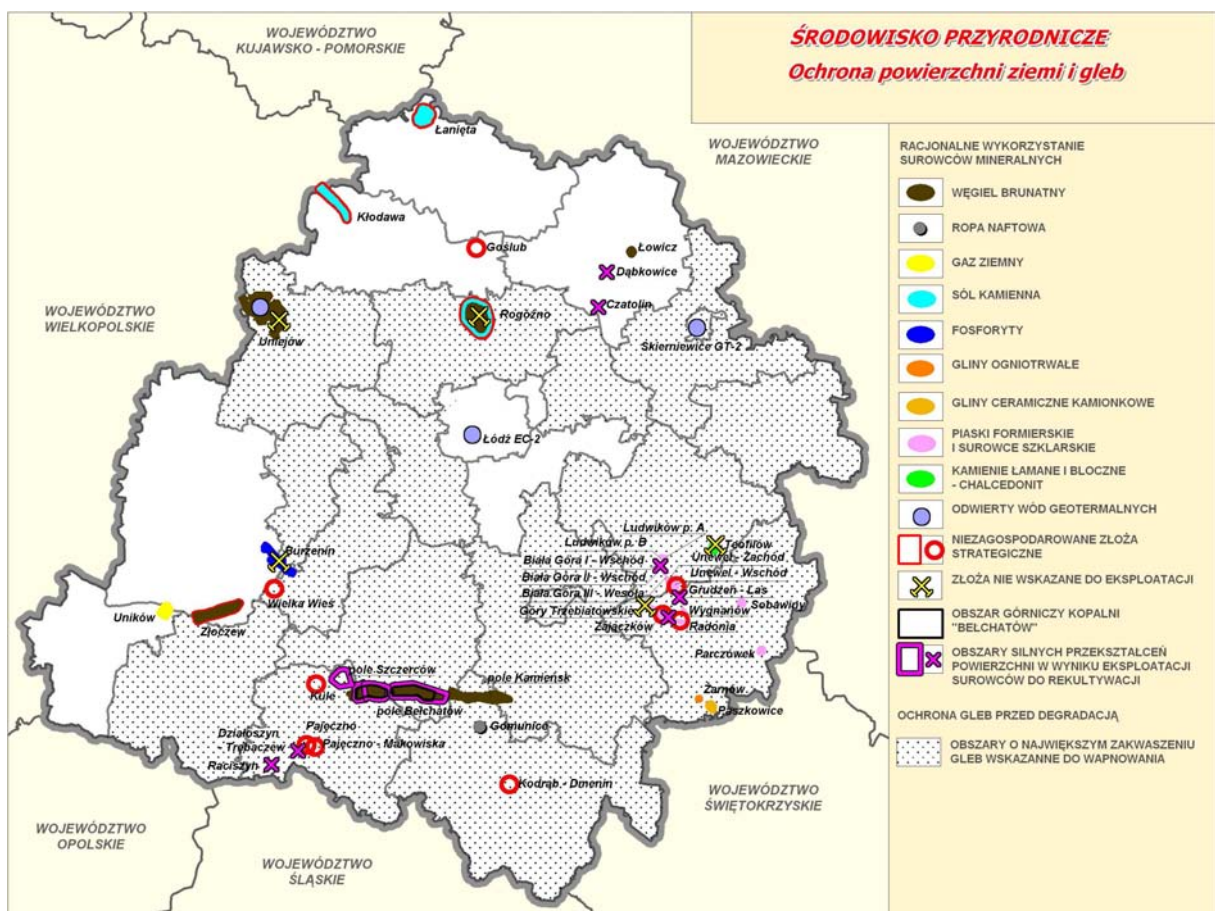 ŚRODOWISKO PRZYRODNICZE
Ochrona powierzchni ziemi i gleb
WOJEWÓDZTWO
KUJAWSKO - POMORSKIE
WOJEWÓDZTWO
MAZOWIECKIE
WOJEWÓDZTWO
WIELKOPOLSKIE
WOJEWÓDZTWO
OPOLSKIE
WOJEWÓDZTWO
ŚLĄSKIE
WOJEWÓDZTWO
ŚWIĘTOKRZYSKIE
Łanięta
Kłodawa
Goślub
Łowicz
Dąbkowice
Czatolin
Rogoźno
Uniejów
Skierniewice GT-2
Łódź EC-2
Ludwików p. A
Ludwików p. B
Teofilów
Biała Góra I - Wschód
Unewel - Zachód
Biała Góra II - Wschód
Unewel - Wschód
Biała Góra III - Wesoła
Grudzeń - Las
Góry Trzebiatowskie
Wygnanów
Sobawiny
Zajączków
Radonia
Parczówek
Żarnów
Paszkowice
Burzenin
Wielka Wieś
Uników
Złoczew
pole Szczerców
pole Kamieńsk
Kule
pole Bełchatów
Gomunice
Pajęczno
Działoszyn
- Trębaczew
Pajęczno - Makowiska
Raciszyn
Kodrąb - Dmenin
RACJONALNE WYKORZYSTANIE
SUROWCÓW MINERALNYCH
WĘGIEL BRUNATNY
ROPA NAFTOWA
GAZ ZIEMNY
SÓL KAMIENNA
FOSFORYTY
GLINY OGNIOTRWAŁE
GLINY CERAMICZNE KAMIONKOWE
PIASKI FORMIERSKIE
I SUROWCE SZKLARSKIE
KAMIENIE ŁAMANE I BLOCZNE
- CHALCEDONIT
ODWIERTY WÓD GEOTERMALNYCH
NIEZAGOSPODAROWANE ZŁOŻA
STRATEGICZNE
ZŁOŻA NIE WSKAZANE DO EKSPLOATACJI
OBSZAR GÓRNICZY KOPALNI
"BEŁCHATÓW"
OBSZARY SILNYCH PRZEKSZTAŁCEŃ
POWIERZCHNI W WYNIKU EKSPLOATACJI
SUROWCÓW DO REKULTYWACJI
OCHRONA GLEB PRZED DEGRADACJĄ
OBSZARY O NAJWIĘKSZYM ZAKWASZENIU
GLEB WSKAZANNE DO WAPNOWANIA